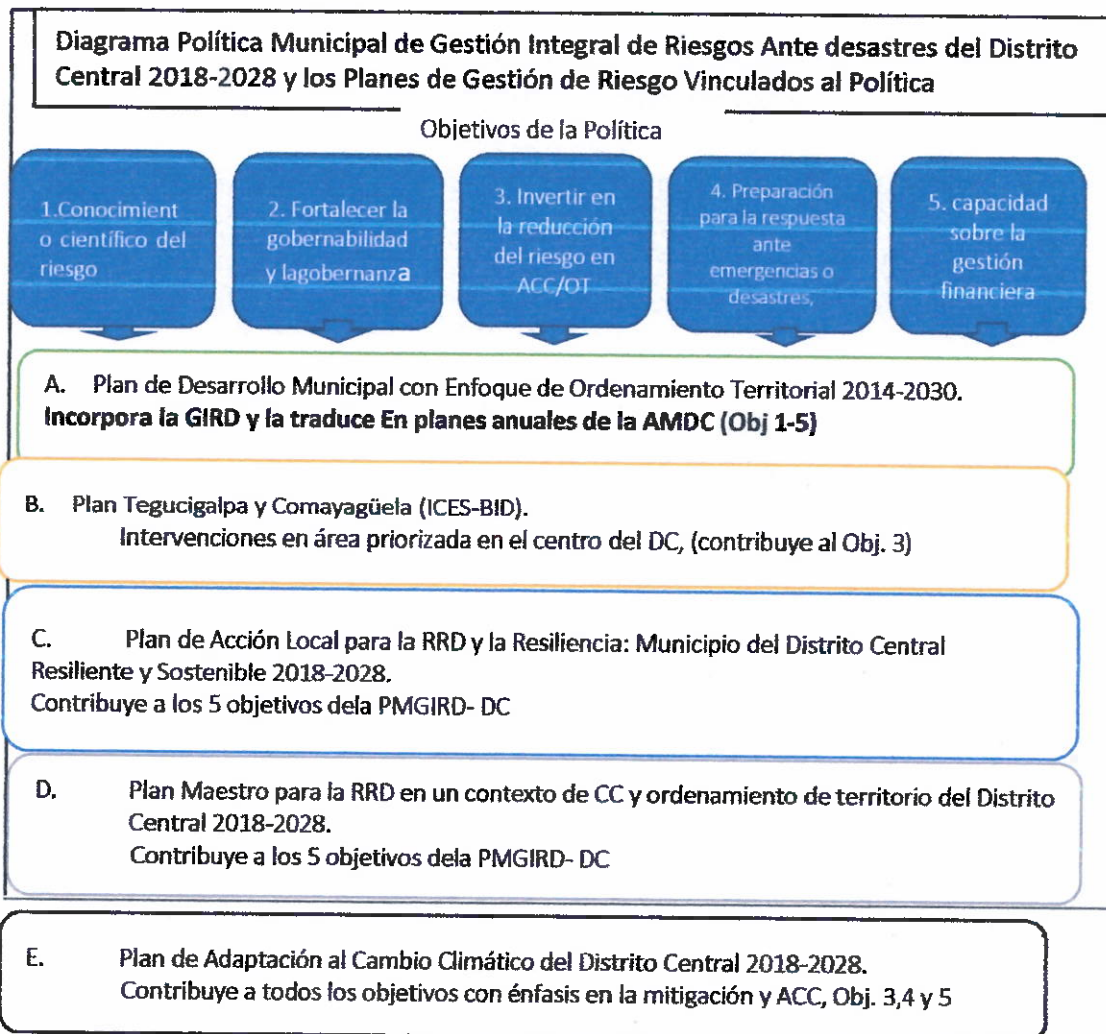 Diagrama Política Municipal de Gestión Integral de Riesgos Ante desastres del Distrito
Central 2018-2028 y los Planes de Gestión de Riesgo Vinculados al Política
Objetivos de la Política
1.Conocimient
o científico del
riesgo
2. Fortalecer la
gobernabilidad
y lagobernanza
3. Invertir en
la reducción
del riesgo en
ACC/OT
4. Preparación
para la respuesta
ante
emergencias o
desastres,
5. capacidad
sobre la
gestión
financiera
A. Plan de Desarrollo Municipal con Enfoque de Ordenamiento Territorial 2014-2030.
Incorpora la GIRD y la traduce En planes anuales de la AMDC (Obj 1-5)
B. Plan Tegucigalpa y Comayagüela (ICES-BID).
Intervenciones en área priorizada en el centro del DC, (contribuye al Obj. 3)
C. Plan de Acción Local para la RRD y la Resiliencia: Municipio del Distrito Central
Resiliente y Sostenible 2018-2028.
Contribuye a los 5 objetivos dela PMGIRD- DC
D. Plan Maestro para la RRD en un contexto de CC y ordenamiento de territorio del Distrito
Central 2018-2028.
Contribuye a los 5 objetivos dela PMGIRD- DC
E. Plan de Adaptación al Cambio Climático del Distrito Central 2018-2028.
Contribuye a todos los objetivos con énfasis en la mitigación y ACC, Obj. 3,4 y 5